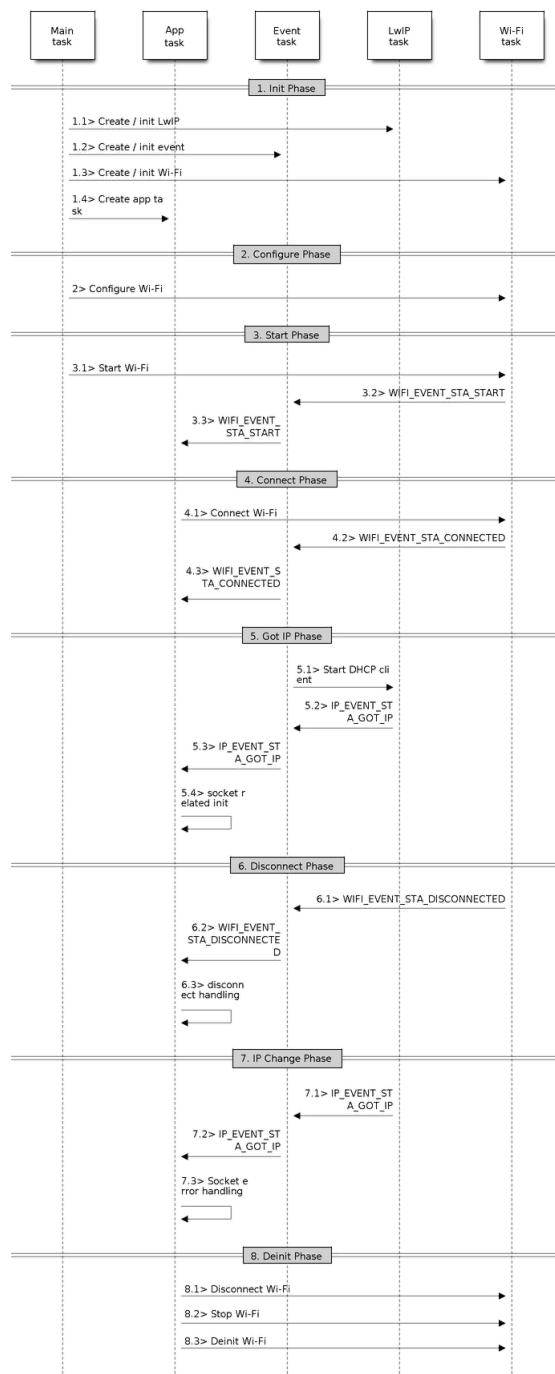 Main
task
App
task
Event
task
LwIP
task
Wi-Fi
task
1. Init Phase
1.1> Create / init LwIP
1.2> Create / init event
1.3> Create / init Wi-Fi
1.4> Create app ta
sk
2. Configure Phase
2> Configure Wi-Fi
3. Start Phase
3.1> Start Wi-Fi
3.2> WIFI_EVENT_STA_START
3.3> WIFI_EVENT_
STA_START
4. Connect Phase
4.1> Connect Wi-Fi
4.2> WIFI_EVENT_STA_CONNECTED
4.3> WIFI_EVENT_S
TA_CONNECTED
5. Got IP Phase
5.1> Start DHCP cli
ent
5.2> IP_EVENT_ST
A_GOT_IP
5.3> IP_EVENT_ST
A_GOT_IP
5.4> socket r
elated init
6. Disconnect Phase
6.1> WIFI_EVENT_STA_DISCONNECTED
6.2> WIFI_EVENT_
STA_DISCONNECTE
D
6.3> disconn
ect handling
7. IP Change Phase
7.1> IP_EVENT_ST
A_GOT_IP
7.2> IP_EVENT_ST
A_GOT_IP
7.3> Socket e
rror handling
8. Deinit Phase
8.1> Disconnect Wi-Fi
8.2> Stop Wi-Fi
8.3> Deinit Wi-Fi